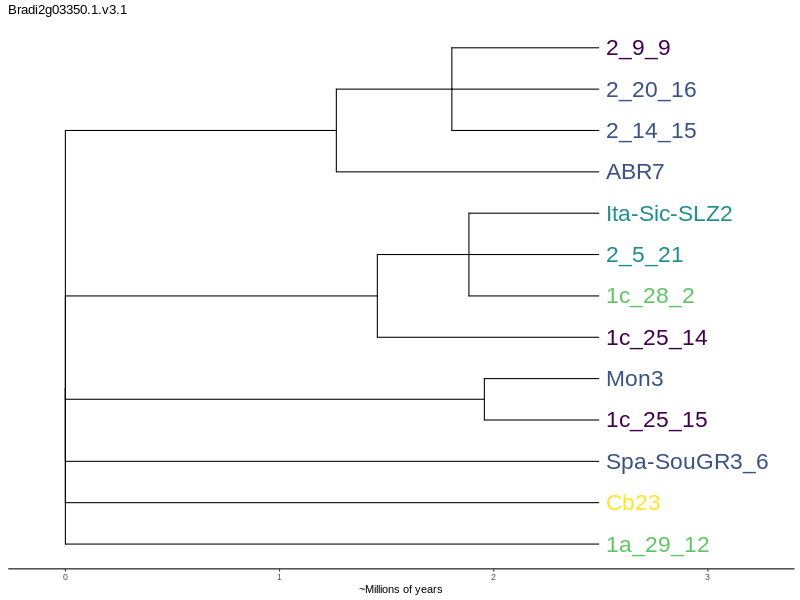 Bradi2g03350.1.v3.1
2_9_9
2_20_16
2_14_15
ABR7
Ita-Sic-SLZ2
2_5_21
1c_28_2
1c_25_14
Mon3
1c_25_15
Spa-SouGR3_6
Cb23
1a_29_12
0 1 2 3
~Millions of years